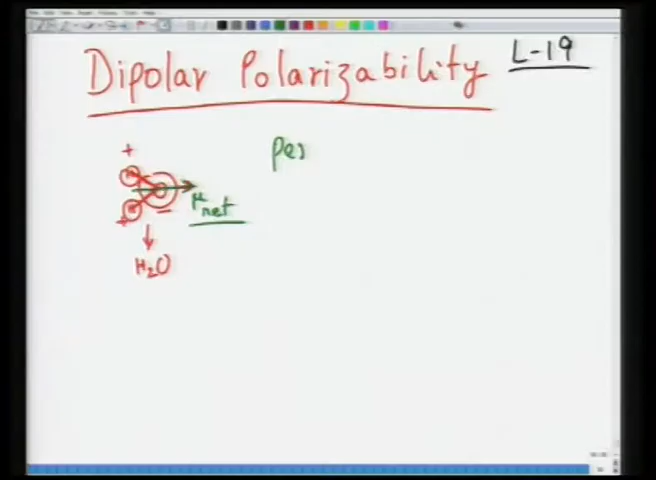 Dipolar Polarizability
L-19
+
μnet
+
H2O
Per